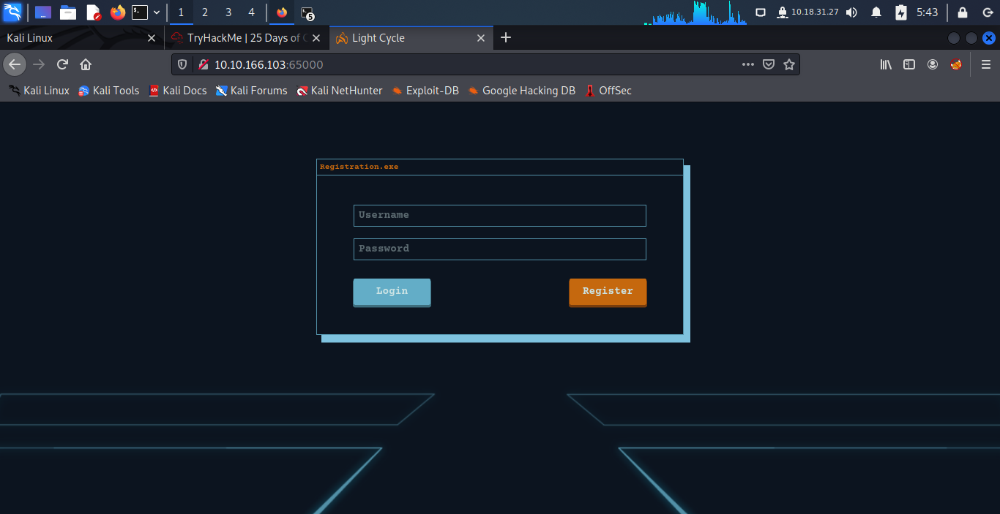 1 2 3 4 5 10.18.31.27 5:43
Kali Linux TryHackMe | 25 Days of Light Cycle
10.10.166.103:65000
Kali Linux Kali Tools Kali Docs Kali Forums Kali NetHunter Exploit-DB Google Hacking DB OffSec
Registration.exe
Username
Password
Login Register